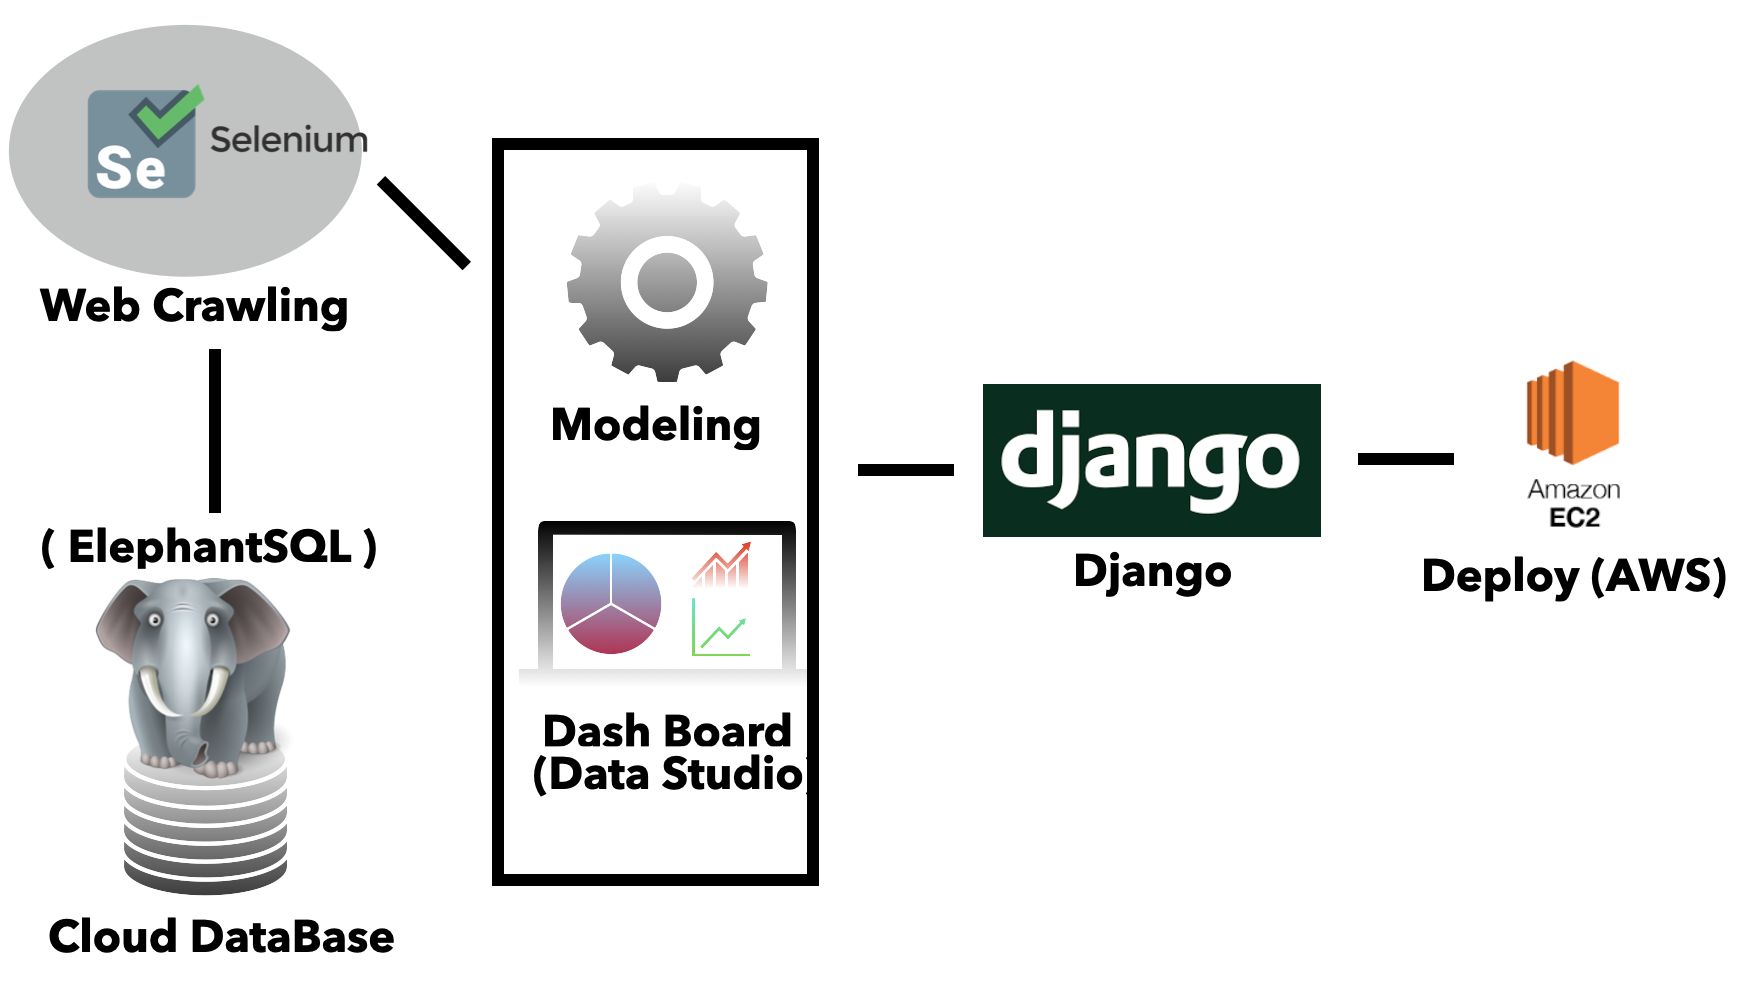 Se
Selenium
Web Crawling
( ElephantSQL )
Cloud DataBase
Modeling
Dash Board
(Data Studio)
django
Django
Amazon
EC2
Deploy (AWS)